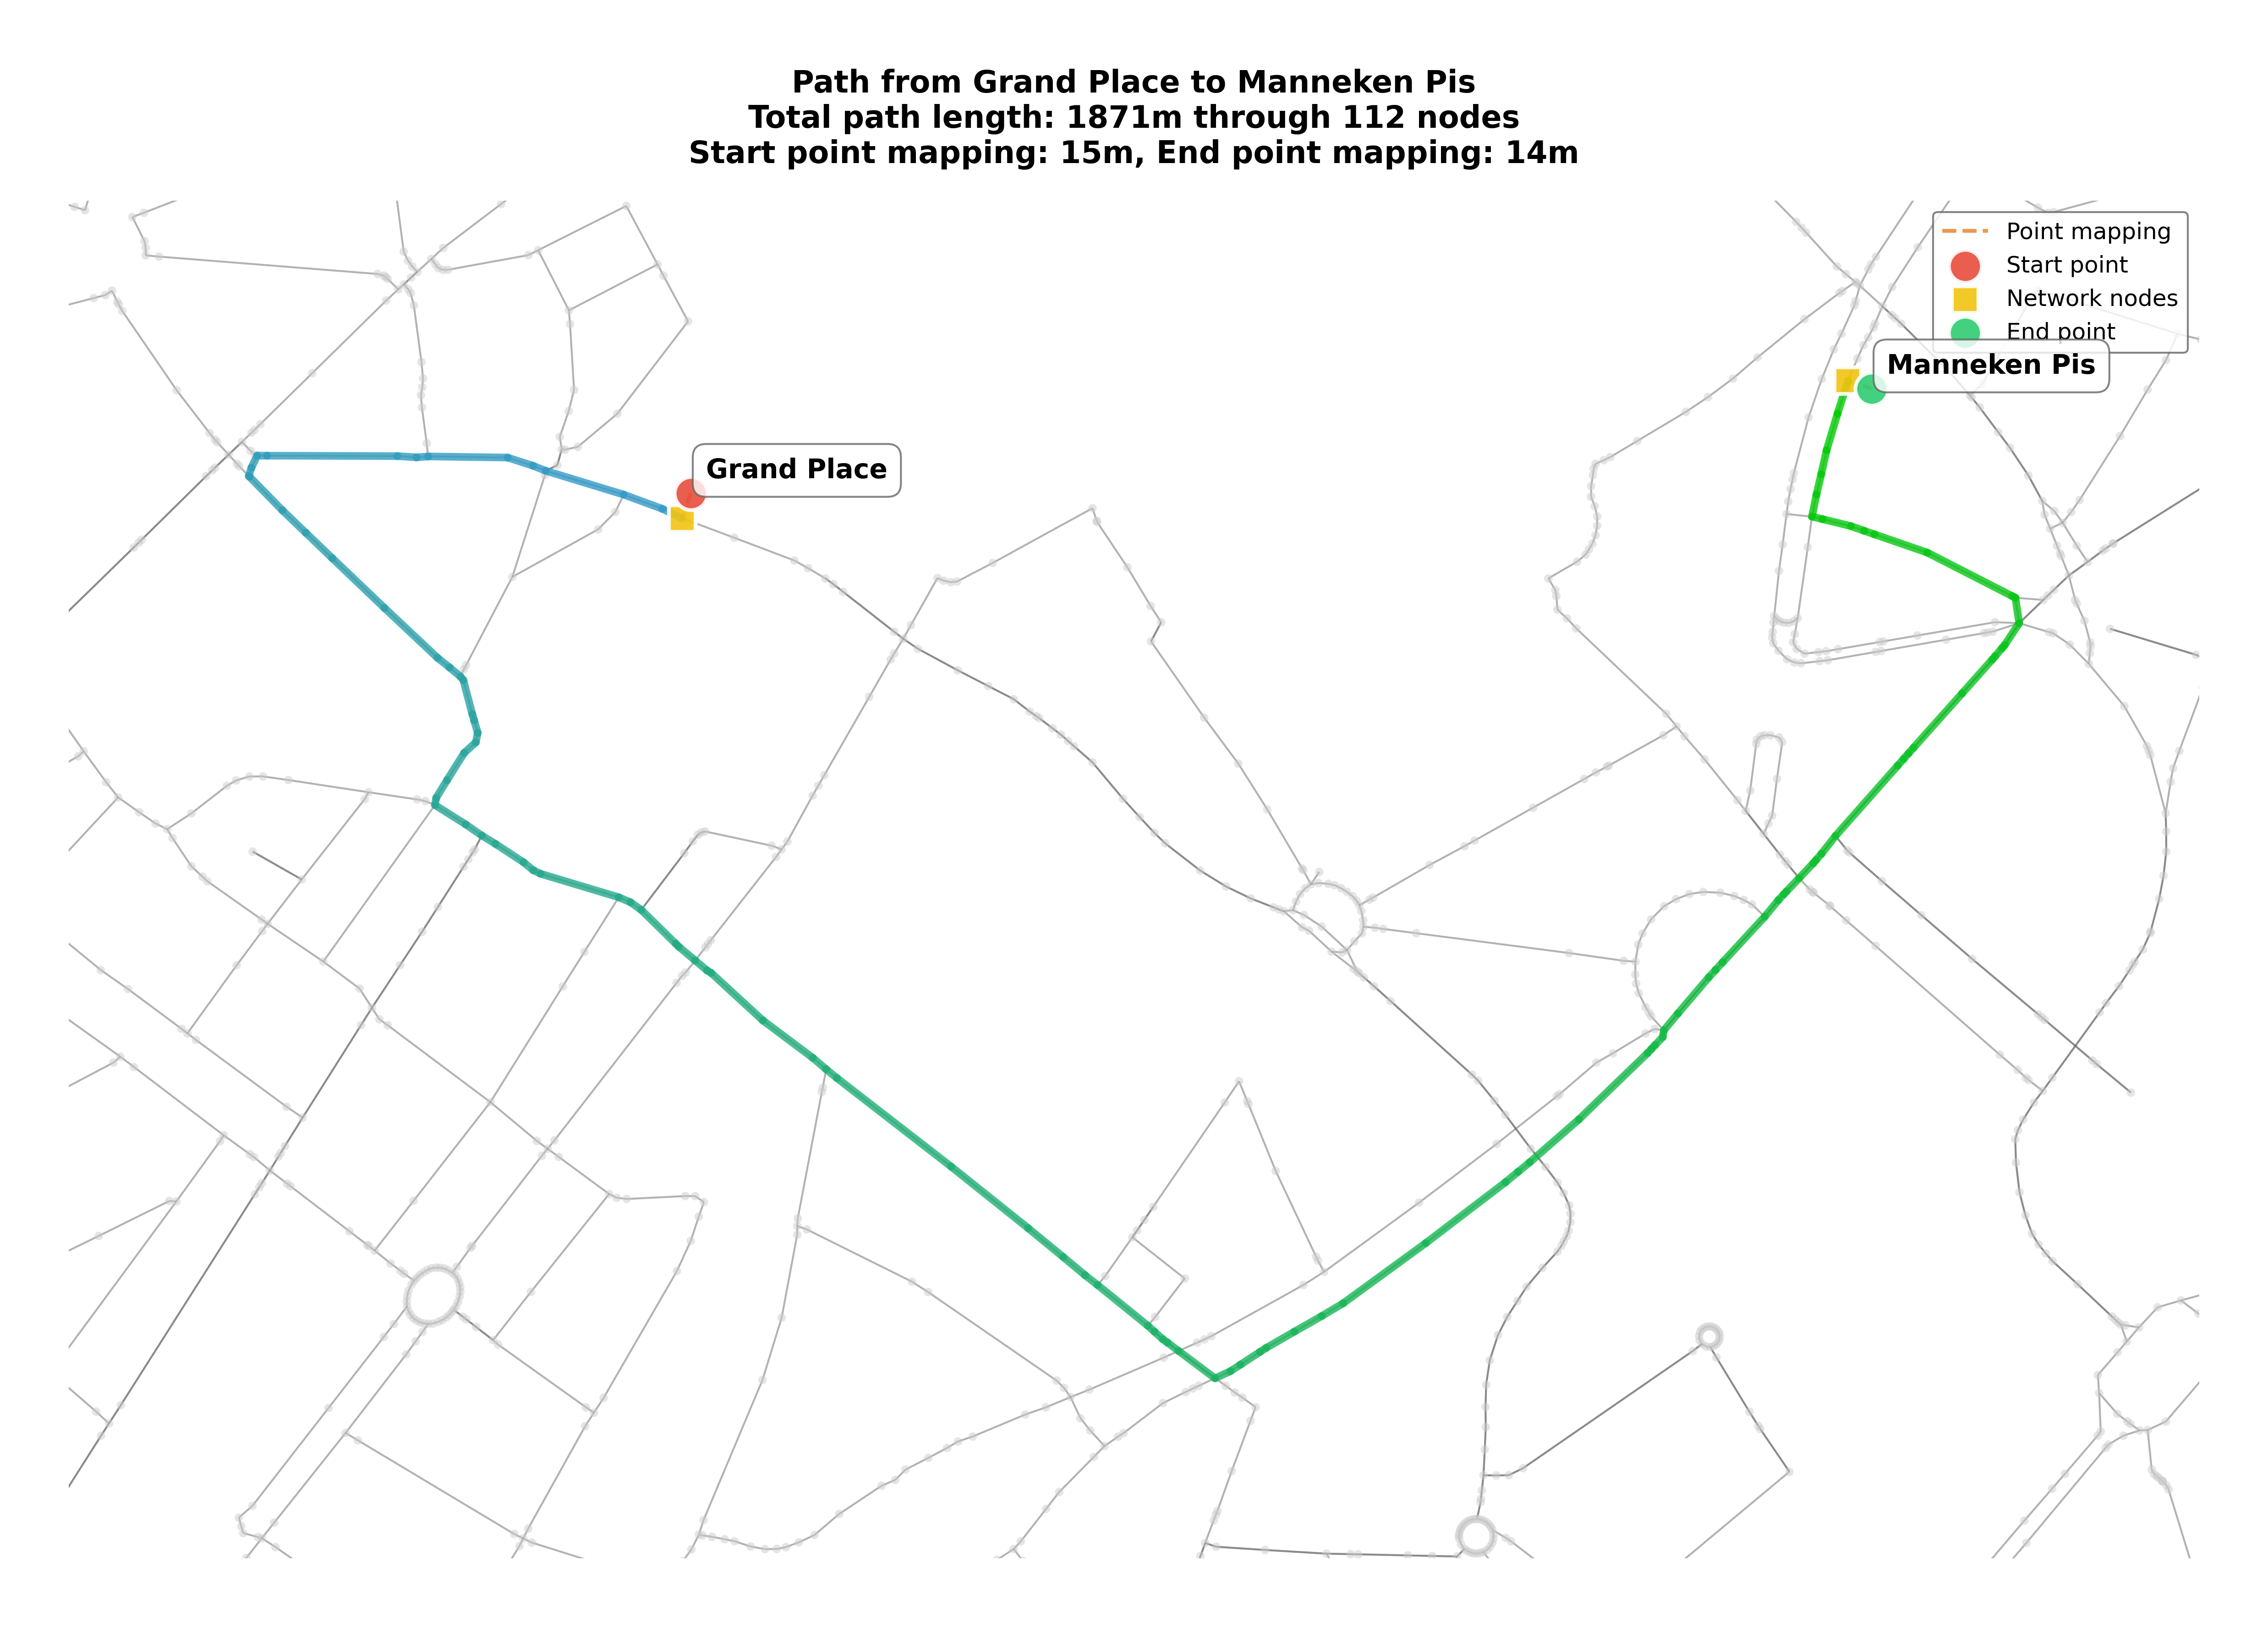 Path from Grand Place to Manneken Pis
Total path length: 1871m through 112 nodes
Start point mapping: 15m, End point mapping: 14m
Point mapping
Start point
Network nodes
End point
Manneken Pis
Grand Place